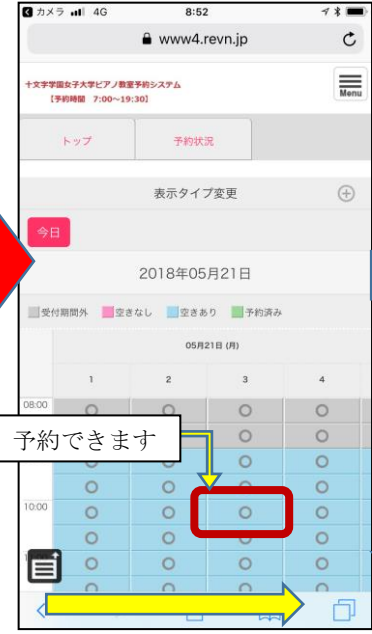 カメラ 4G 8:52
www4.revn.jp
十文字学園女子大学ピアノ教室予約システム
【予約時間 7:00~19:30】
Menu
トップ 予約状況
表示タイプ変更
今日
2018年05月21日
受付期間外 空きなし 空きあり 予約済み
05月21日 (月)
1 2 3 4
08:00
予約できます
10:00